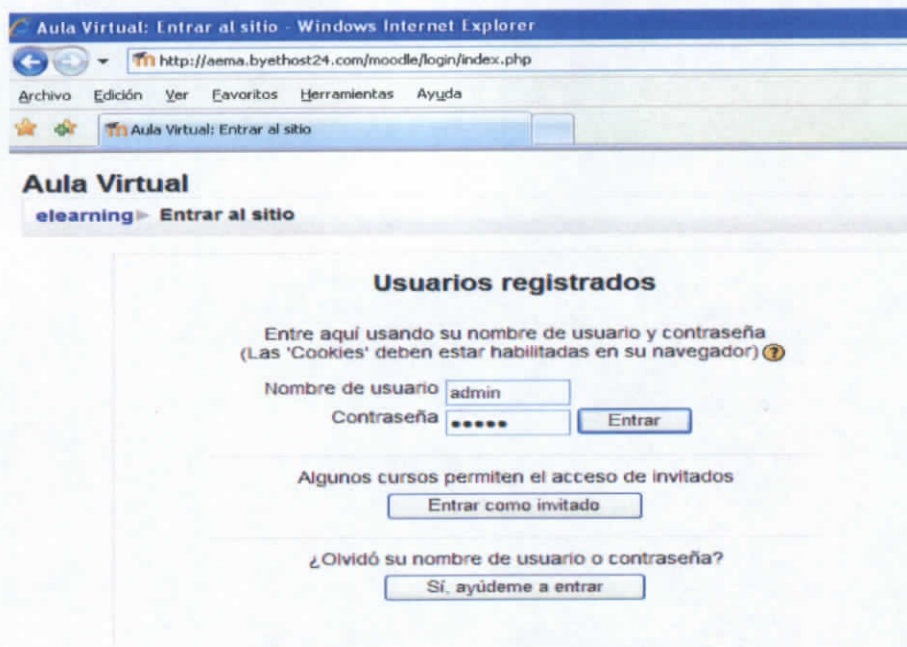 Aula Virtual: Entrar al sitio - Windows Internet Explorer
http://aema.byethost24.com/moodle/login/index.php
Archivo Edición Ver Favoritos Herramientas Ayuda
Aula Virtual: Entrar al sitio
Aula Virtual
elearning► Entrar al sitio
Usuarios registrados
Entre aquí usando su nombre de usuario y contraseña
(Las 'Cookies' deben estar habilitadas en su navegador) ?
Nombre de usuario admin
Contraseña ••••• Entrar
Algunos cursos permiten el acceso de invitados
Entrar como invitado
¿Olvidó su nombre de usuario o contraseña?
Sí, ayúdeme a entrar